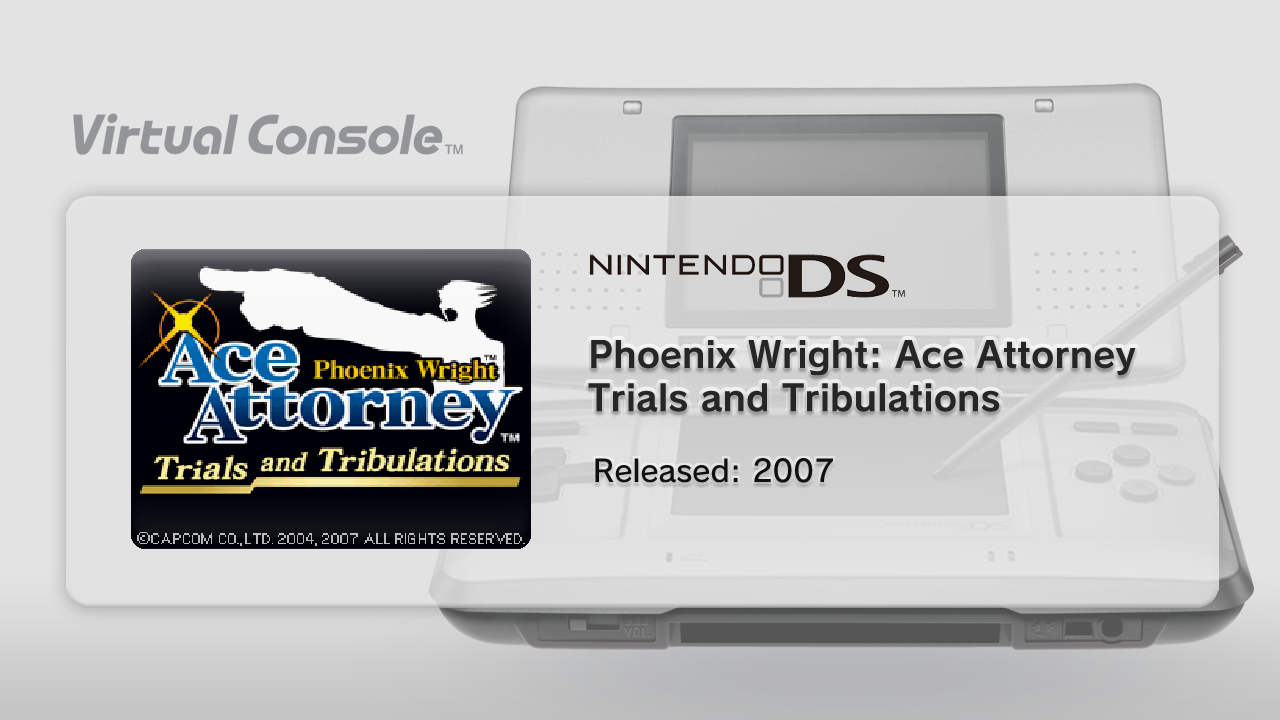 Virtual Console™
NINTENDO DS™
Ace
Phoenix Wright™
Attorney™
Trials and Tribulations
©CAPCOM CO., LTD. 2004, 2007 ALL RIGHTS RESERVED.
Phoenix Wright: Ace Attorney
Trials and Tribulations
Released: 2007
VOL.